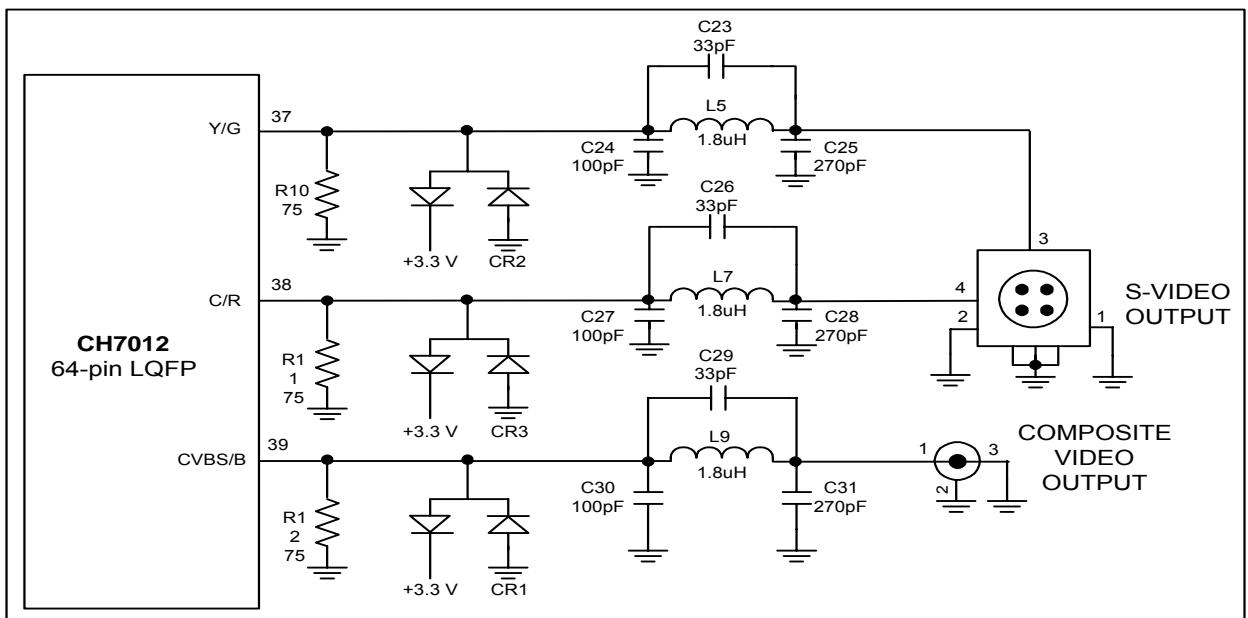 C23
33pF
Y/G
37
L5
1.8uH
C24
100pF
C25
270pF
R10
75
C26
33pF
+3.3 V
CR2
3
C/R
38
L7
1.8uH
4
2
1
S-VIDEO
OUTPUT
C27
100pF
C28
270pF
CH7012
64-pin LQFP
R1
1
75
C29
33pF
+3.3 V
CR3
CVBS/B
39
L9
1.8uH
1
3
2
COMPOSITE
VIDEO
OUTPUT
C30
100pF
C31
270pF
R1
2
75
+3.3 V
CR1